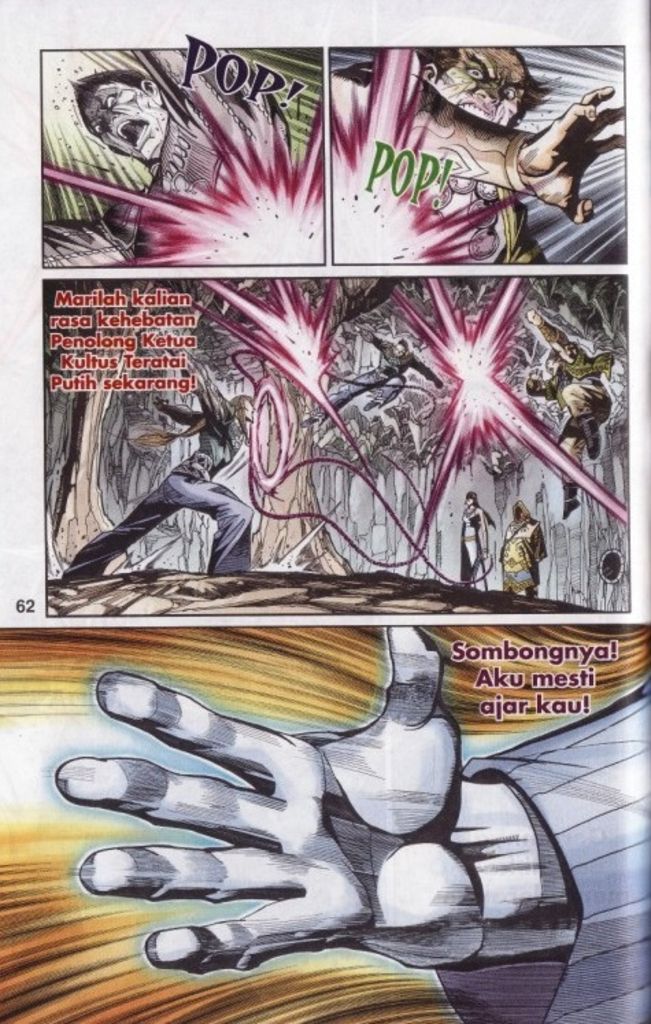 POP!
POP!
Marilah kalian
rasa kehebatan
Penolong Ketua
Kultus Teratai
Putih sekarang!
62
Sombongnya!
Aku mesti
ajar kau!